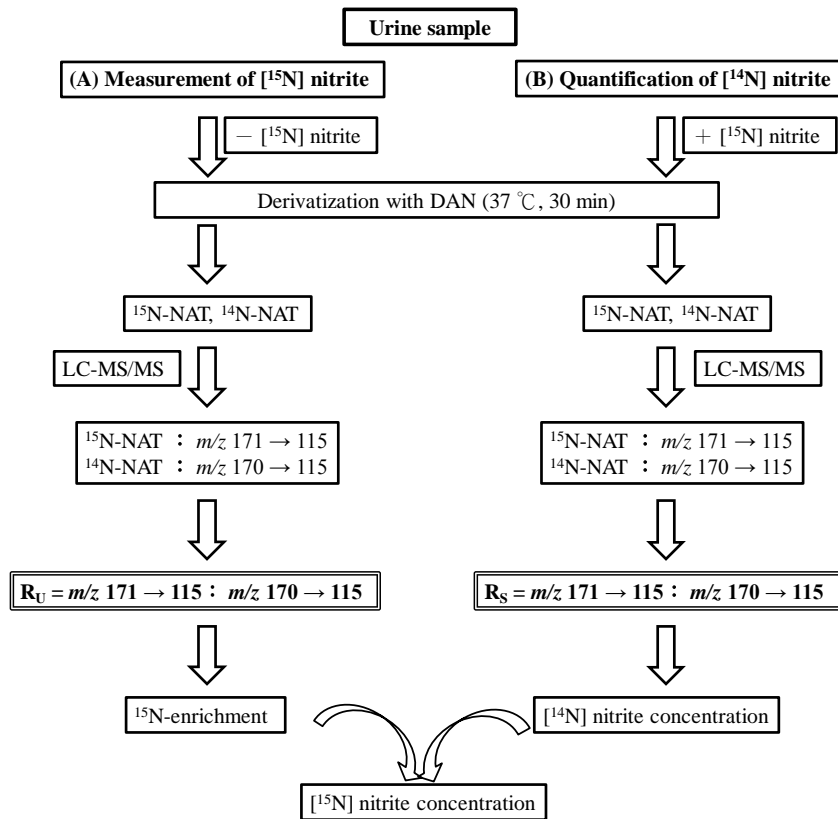 Urine sample
(A) Measurement of [¹⁵N] nitrite
(B) Quantification of [¹⁴N] nitrite
－ [¹⁵N] nitrite
＋ [¹⁵N] nitrite
Derivatization with DAN (37 ℃, 30 min)
¹⁵N-NAT, ¹⁴N-NAT
¹⁵N-NAT, ¹⁴N-NAT
LC-MS/MS
LC-MS/MS
¹⁵N-NAT： m/z 171 → 115
¹⁴N-NAT： m/z 170 → 115
¹⁵N-NAT： m/z 171 → 115
¹⁴N-NAT： m/z 170 → 115
R_U = m/z 171 → 115： m/z 170 → 115
R_S = m/z 171 → 115： m/z 170 → 115
¹⁵N-enrichment
[¹⁴N] nitrite concentration
[¹⁵N] nitrite concentration